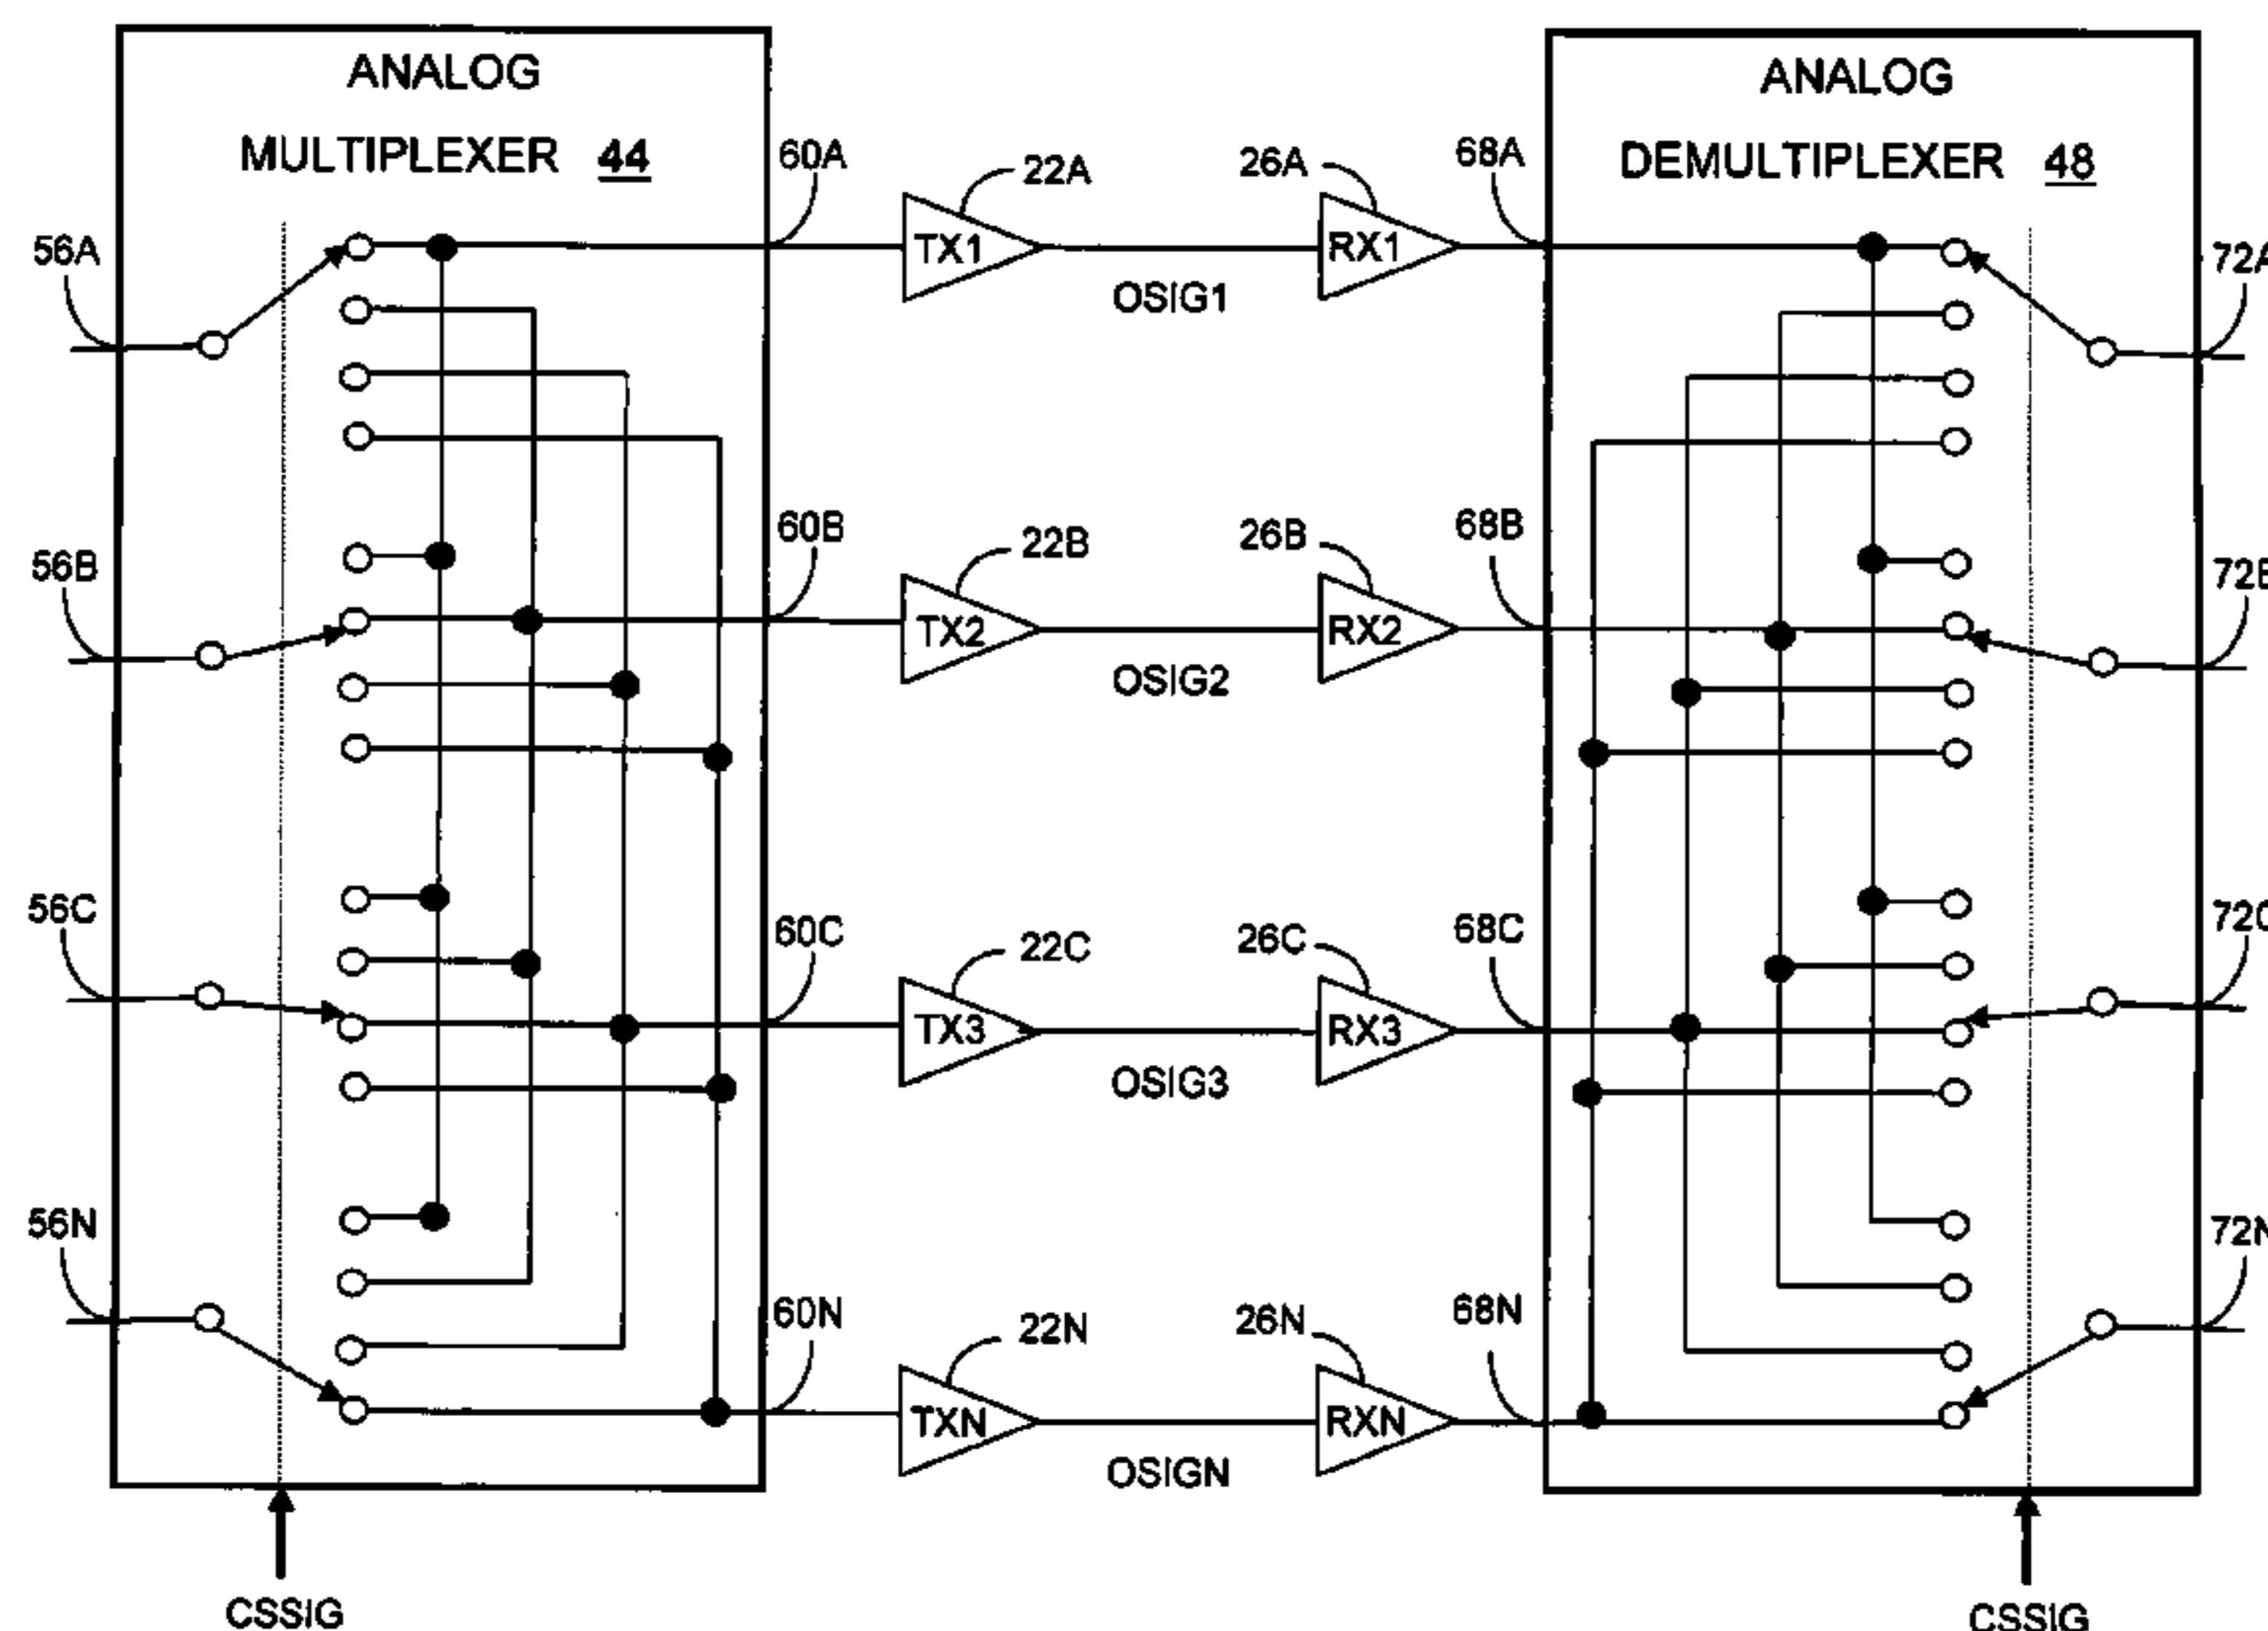 ANALOG
MULTIPLEXER 44
ANALOG
DEMULTIPLEXER 48
60A
22A
26A
68A
56A
TX1
RX1
72A
OSIG1
60B
22B
26B
68B
56B
TX2
RX2
72B
OSIG2
56C
60C
22C
26C
68C
72C
TX3
RX3
OSIG3
56N
60N
22N
26N
68N
72N
TXN
RXN
OSIGN
CSSIG
CSSIG